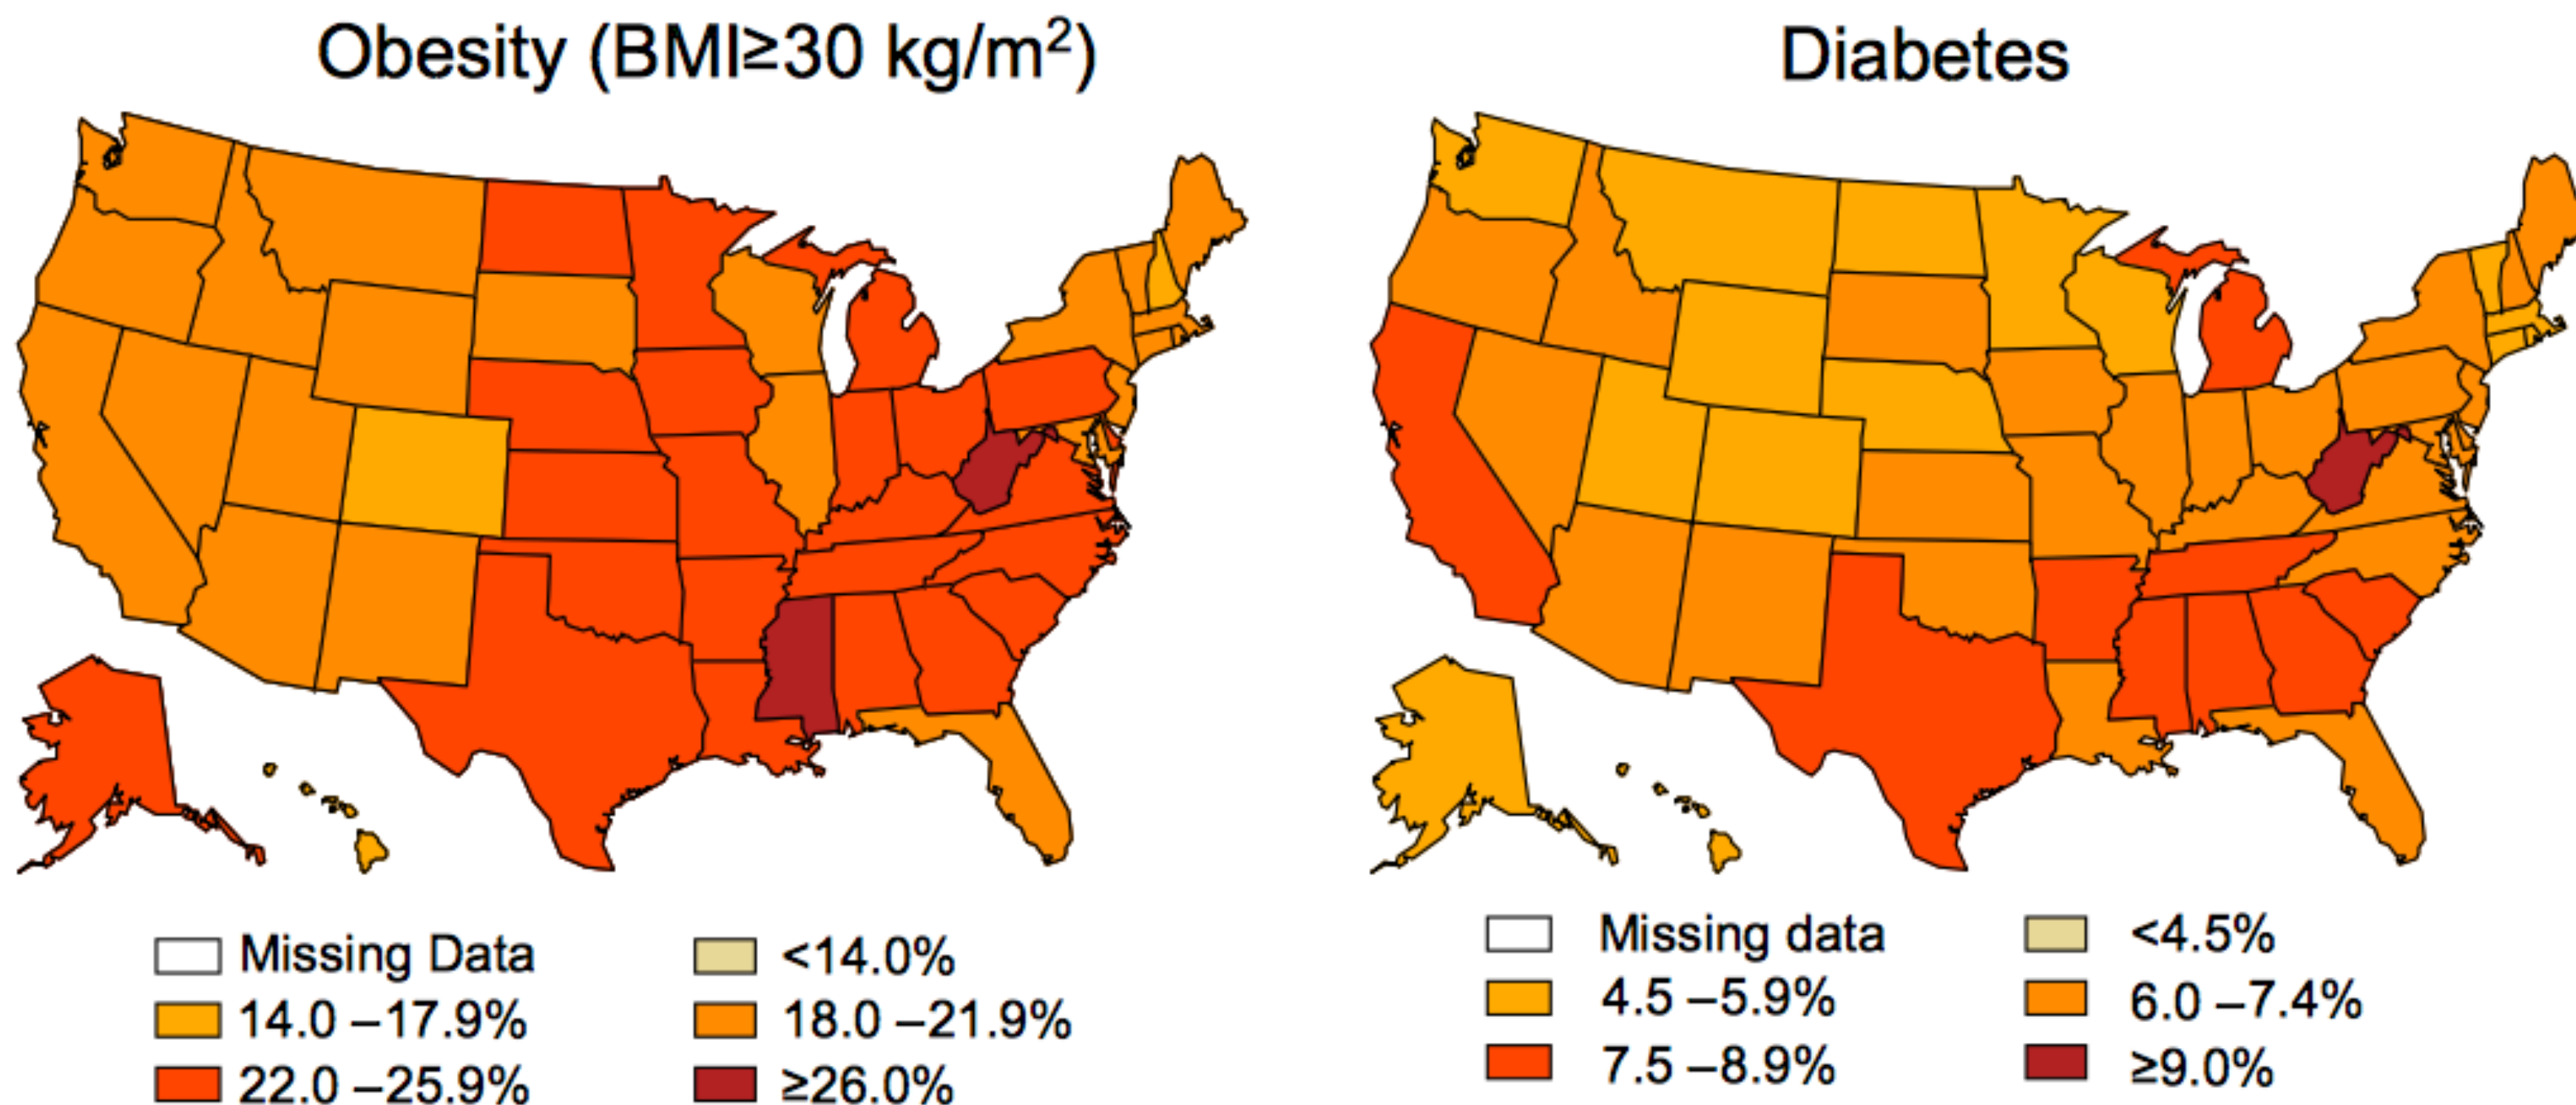 Obesity (BMI≥30 kg/m²)
Diabetes
Missing Data
<14.0%
14.0 –17.9%
18.0 –21.9%
22.0 –25.9%
≥26.0%
Missing data
<4.5%
4.5 –5.9%
6.0 –7.4%
7.5 –8.9%
≥9.0%